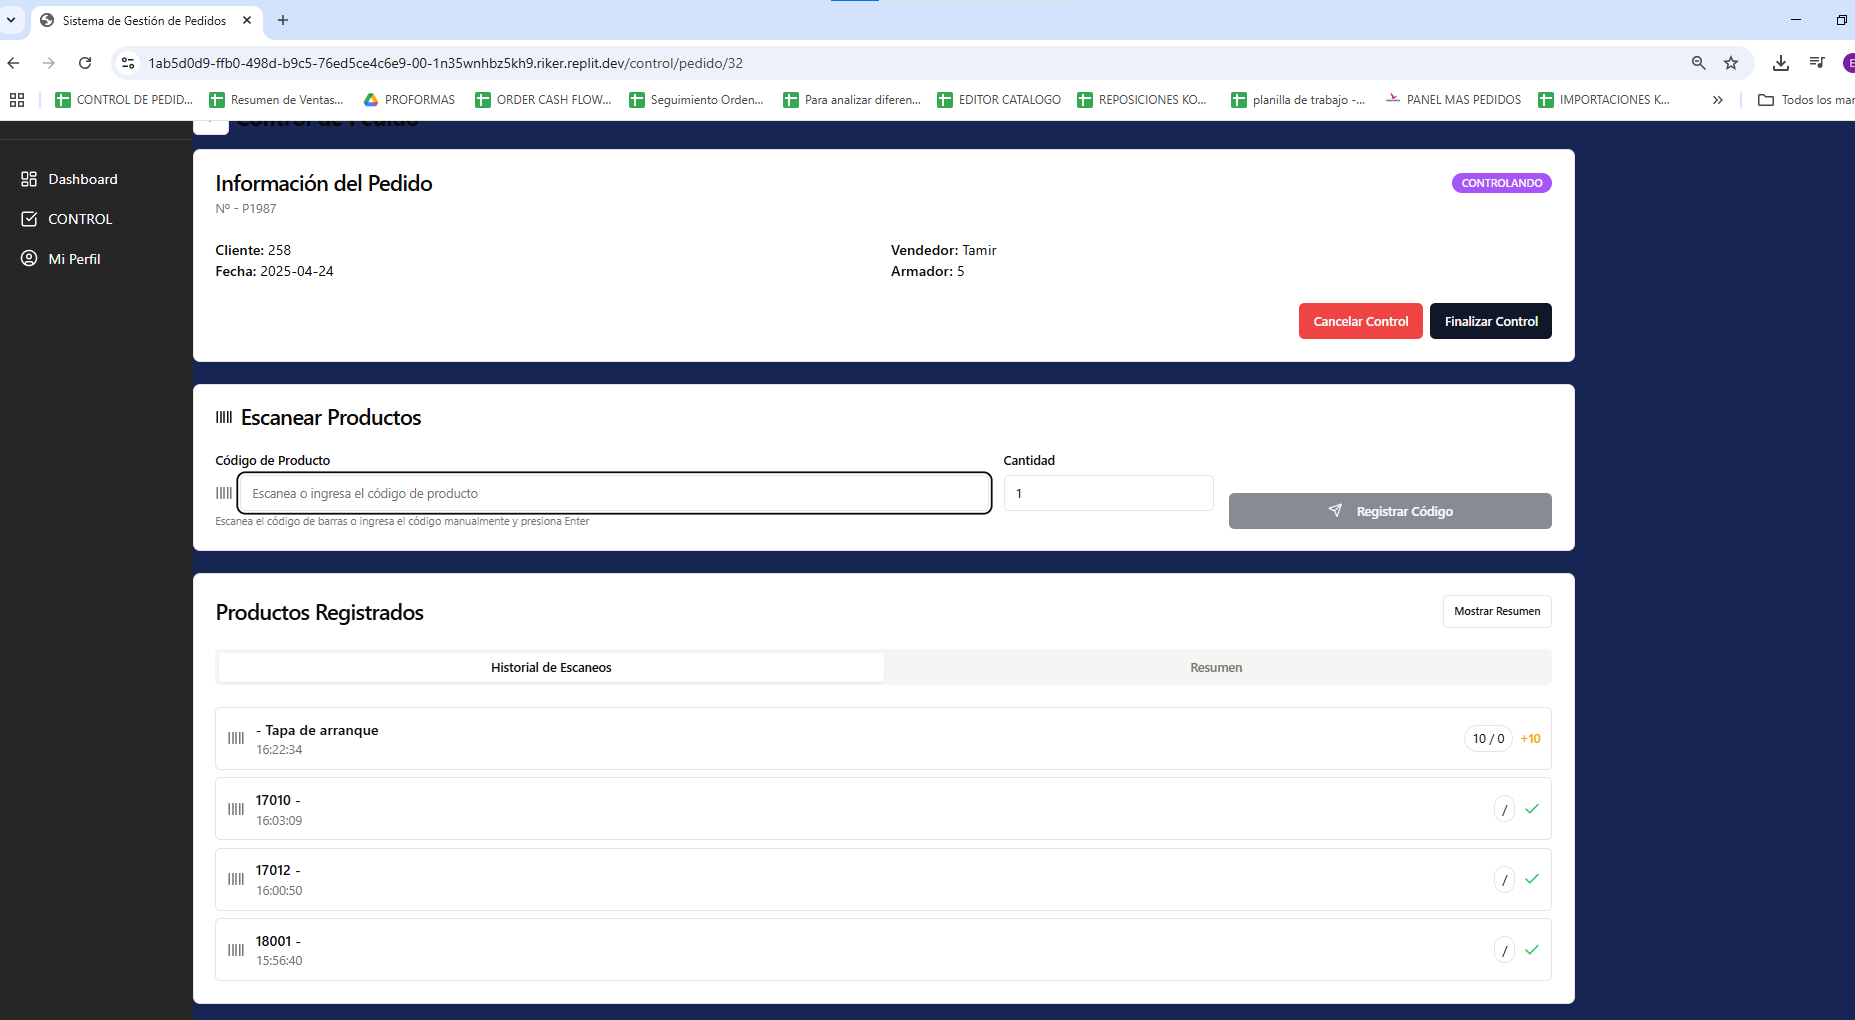 Sistema de Gestión de Pedidos
1ab5d0d9-ffb0-498d-b9c5-76ed5ce4c6e9-00-1n35wnhbz5kh9.riker.replit.dev/control/pedido/32
CONTROL DE PEDID... Resumen de Ventas... PROFORMAS ORDER CASH FLOW... Seguimiento Orden... Para analizar diferen... EDITOR CATALOGO REPOSICIONES KO... planilla de trabajo -... PANEL MAS PEDIDOS IMPORTACIONES K... Todos los mar
Control de Pedido
Dashboard
CONTROL
Mi Perfil
Información del Pedido
CONTROLANDO
Nº - P1987
Cliente: 258
Vendedor: Tamir
Fecha: 2025-04-24
Armador: 5
Cancelar Control
Finalizar Control
Escanear Productos
Código de Producto
Cantidad
Escanea o ingresa el código de producto
1
Registrar Código
Escanea el código de barras o ingresa el código manualmente y presiona Enter
Productos Registrados
Mostrar Resumen
Historial de Escaneos
Resumen
- Tapa de arranque
16:22:34
10 / 0 +10
17010 -
16:03:09
/
17012 -
16:00:50
/
18001 -
15:56:40
/